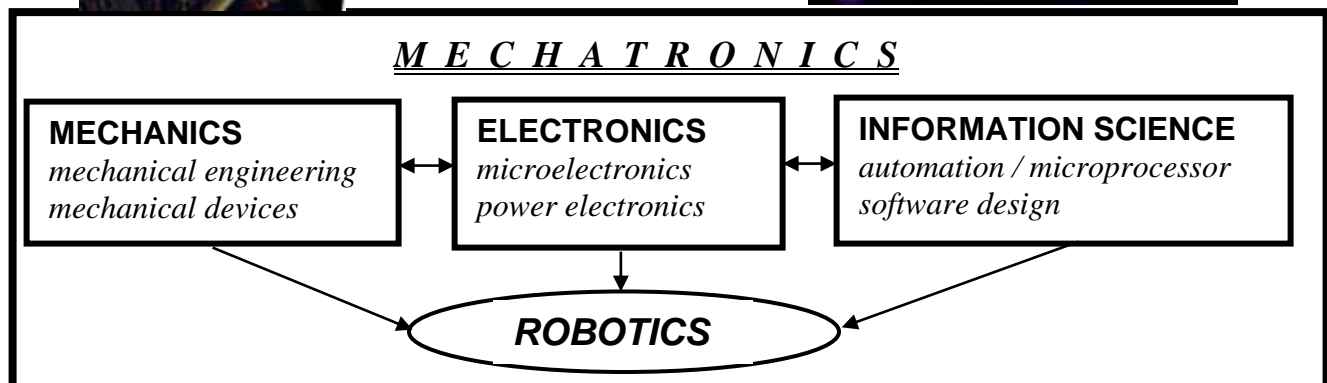 M E C H A T R O N I C S
MECHANICS
mechanical engineering
mechanical devices
ELECTRONICS
microelectronics
power electronics
INFORMATION SCIENCE
automation / microprocessor
software design
ROBOTICS